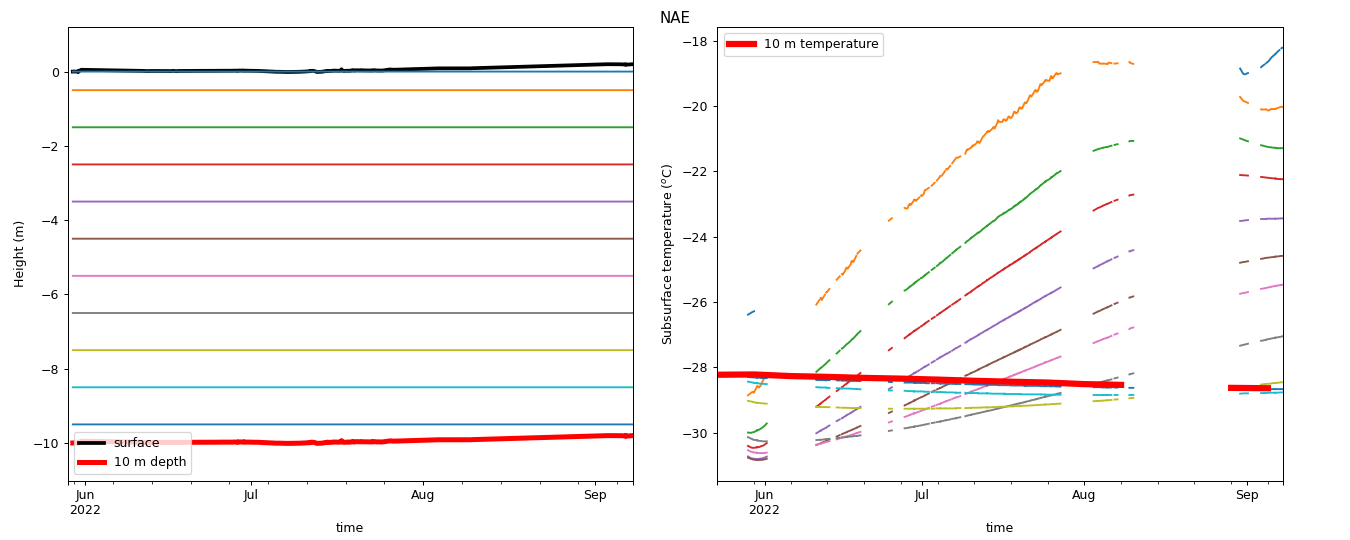 NAE
Height (m)
0
−2
−4
−6
−8
−10
surface
10 m depth
Jun
2022
Jul
Aug
Sep
time
Subsurface temperature (°C)
−18
−20
−22
−24
−26
−28
−30
10 m temperature
Jun
2022
Jul
Aug
Sep
time